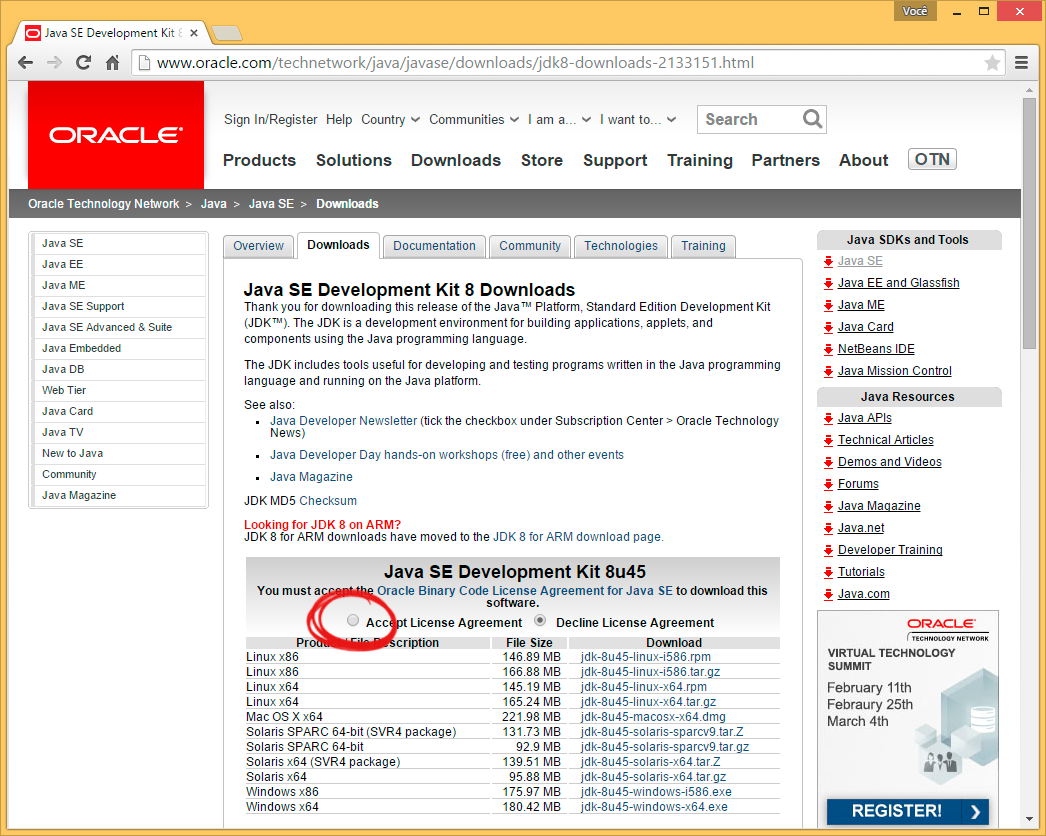 Você
Java SE Development Kit 8
www.oracle.com/technetwork/java/javase/downloads/jdk8-downloads-2133151.html
ORACLE®
Sign In/Register Help Country Communities I am a... I want to... Search
Products Solutions Downloads Store Support Training Partners About OTN
Oracle Technology Network > Java > Java SE > Downloads
Java SE
Java EE
Java ME
Java SE Support
Java SE Advanced & Suite
Java Embedded
Java DB
Web Tier
Java Card
Java TV
New to Java
Community
Java Magazine
Overview Downloads Documentation Community Technologies Training
Java SE Development Kit 8 Downloads
Thank you for downloading this release of the Java™ Platform, Standard Edition Development Kit
(JDK™). The JDK is a development environment for building applications, applets, and
components using the Java programming language.
The JDK includes tools useful for developing and testing programs written in the Java programming
language and running on the Java platform.
See also:
Java Developer Newsletter (tick the checkbox under Subscription Center > Oracle Technology
News)
Java Developer Day hands-on workshops (free) and other events
Java Magazine
JDK MD5 Checksum
Looking for JDK 8 on ARM?
JDK 8 for ARM downloads have moved to the JDK 8 for ARM download page.
Java SE Development Kit 8u45
You must accept the Oracle Binary Code License Agreement for Java SE to download this
software.
Accept License Agreement Decline License Agreement
Product / File Description File Size Download
Linux x86 146.89 MB jdk-8u45-linux-i586.rpm
Linux x86 166.88 MB jdk-8u45-linux-i586.tar.gz
Linux x64 145.19 MB jdk-8u45-linux-x64.rpm
Linux x64 165.24 MB jdk-8u45-linux-x64.tar.gz
Mac OS X x64 221.98 MB jdk-8u45-macosx-x64.dmg
Solaris SPARC 64-bit (SVR4 package) 131.73 MB jdk-8u45-solaris-sparcv9.tar.Z
Solaris SPARC 64-bit 92.9 MB jdk-8u45-solaris-sparcv9.tar.gz
Solaris x64 (SVR4 package) 139.51 MB jdk-8u45-solaris-x64.tar.Z
Solaris x64 95.88 MB jdk-8u45-solaris-x64.tar.gz
Windows x86 175.97 MB jdk-8u45-windows-i586.exe
Windows x64 180.42 MB jdk-8u45-windows-x64.exe
Java SDKs and Tools
Java SE
Java EE and Glassfish
Java ME
Java Card
NetBeans IDE
Java Mission Control
Java Resources
Java APIs
Technical Articles
Demos and Videos
Forums
Java Magazine
Java.net
Developer Training
Tutorials
Java.com
ORACLE®
TECHNOLOGY NETWORK
VIRTUAL TECHNOLOGY
SUMMIT
February 11th
Febraury 25th
March 4th
REGISTER!